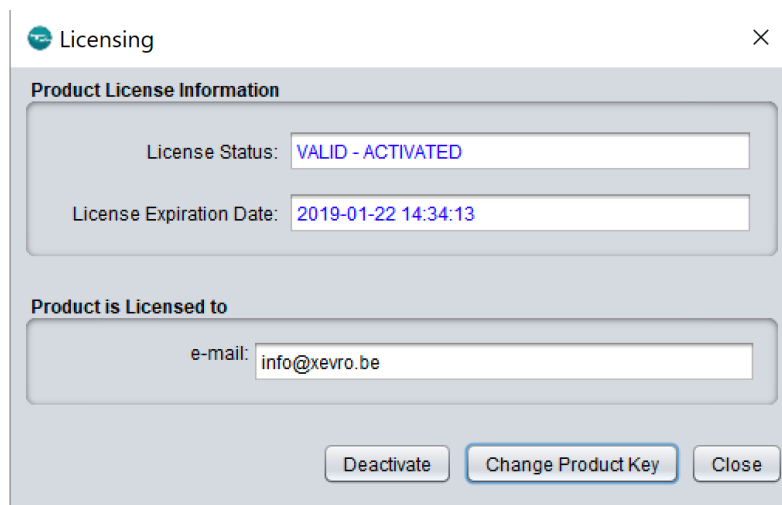 Licensing
Product License Information
License Status: VALID - ACTIVATED
License Expiration Date: 2019-01-22 14:34:13
Product is Licensed to
e-mail: info@xevro.be
Deactivate Change Product Key Close